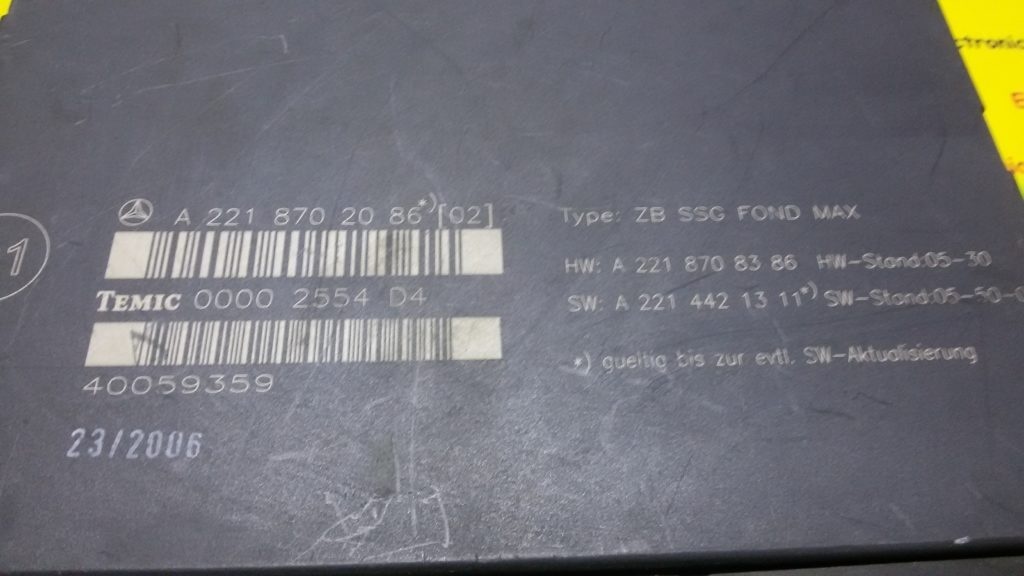 A 221 870 20 86*)[02]
TEMIC 0000 2554 D4
40059359
23/2006
1
Type: ZB SSG FOND MAX
HW: A 221 870 83 86 HW-Stand:05-30
SW: A 221 442 13 11*) SW-Stand:06-50-0
*) gueltig bis zur evtl. SW-Aktualisierung